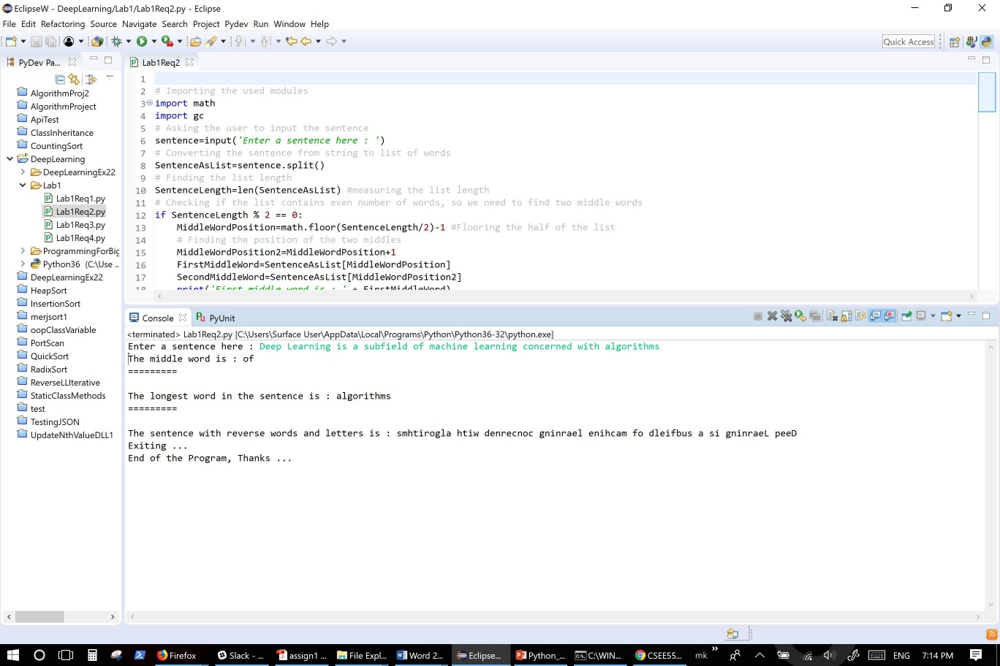 EclipseW - DeepLearning/Lab1/Lab1Req2.py - Eclipse
File Edit Refactoring Source Navigate Search Project Pydev Run Window Help
Quick Access
PyDev Pa...
AlgorithmProj2
AlgorithmProject
ApiTest
ClassInheritance
CountingSort
DeepLearning
DeepLearningEx22
Lab1
Lab1Req1.py
Lab1Req2.py
Lab1Req3.py
Lab1Req4.py
ProgrammingForBig
Python36 (C:\Use ..
DeepLearningEx22
HeapSort
InsertionSort
merjsort1
oopClassVariable
PortScan
QuickSort
RadixSort
ReverseLLIterative
StaticClassMethods
test
TestingJSON
UpdateNthValueDLL1
Lab1Req2
1
2 # Importing the used modules
3 import math
4 import gc
5 # Asking the user to input the sentence
6 sentence=input('Enter a sentence here : ')
7 # Converting the sentence from string to list of words
8 SentenceAsList=sentence.split()
9 # Finding the list length
10 SentenceLength=len(SentenceAsList) #measuring the list length
11 # Checking if the list contains even number of words, so we need to find two middle words
12 if SentenceLength % 2 == 0:
13 MiddleWordPosition=math.floor(SentenceLength/2)-1 #Flooring the half of the list
14 # Finding the position of the two middles
15 MiddleWordPosition2=MiddleWordPosition+1
16 FirstMiddleWord=SentenceAsList[MiddleWordPosition]
17 SecondMiddleWord=SentenceAsList[MiddleWordPosition2]
18 print('First middle word is : ' + FirstMiddleWord)
Console
PyUnit
<terminated> Lab1Req2.py [C:\Users\Surface User\AppData\Local\Programs\Python\Python36-32\python.exe]
Enter a sentence here : Deep Learning is a subfield of machine learning concerned with algorithms
The middle word is : of
=========
The longest word in the sentence is : algorithms
=========
The sentence with reverse words and letters is : smhtirogla htiw denrecnoc gninrael enihcam fo dleifbus a si gninraeL peeD
Exiting ...
End of the Program, Thanks ...
Firefox
Slack - ...
assign1 ...
File Expl...
Word 2...
Eclipse...
Python_...
C:\WIN...
CSEE55...
mk
ENG
7:14 PM